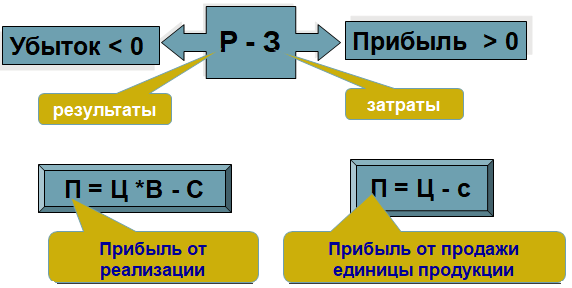 Убыток < 0
Р - З
Прибыль > 0
результаты
затраты
П = Ц *В - С
П = Ц - с
Прибыль от
реализации
Прибыль от продажи
единицы продукции